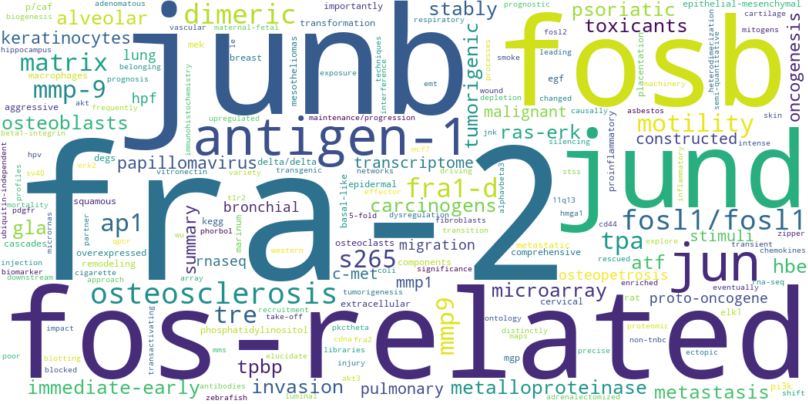 p/caf adenomatous
biogenesis
alveolar vascular
keratinocytes
hippocampus
belonging
matrix lung
macrophages
prognosis
mmp-9
akt frequently
aggressive hpf
osteoblasts
beta1-integrin
dimeric
maternal-fetal mek
importantly
transformation
le
breast
upregulated
immunohistochemistry
mesotheliomas
exposure
techniques
interference
respiratory
emt
junb
stably
tumorigenic
processes
prognostic
fosl2
leading
smoke
egf
changed
wound
depletion
fosb
psoriatic
toxicants
epithelial-mesenchymal
cartilage
mitogens
oncogenesis
placentation
machinery
heterodimerization
semi-quantitative
causally
asbestos
skin
maintenance/progression
antigen-1
mcf7
malignant
ras-erk
jnk
silencing
motility
constructed
intense
proinflammatory
hpv
degs
papillomavirus
delta/delta
transgenic
variety
vitronectin
epidermal
networks
tlr2
driving
transcriptome
basal-like
effector
alphavbeta3
stss
inflammatory
11q13
hmga1
cd44
zipper
chemokines
jund
ubiquitin-independent
profiles
sv40
erk2
mortality
pdgfr
squamous
partner
ap1
gla
cascades
micrornas
gpcr
overexpressed
injection
remodeling
biomarker
cigarette
downstream
approach
fra-2
summary
bronchial
kegg
phorbol
rnaseq
wu
array
western
marinum
5-fold
dysregulation
fibroblasts
transition
fra1-d
carcinogens
osteoclasts
migration
s265
components
metastatic
comprehensive
c-met
coli
significance
tumorigenesis
mmp1
extracellular
fosl1/fosl1
tpa
stimuli
transient
rescued
explore
atf
osteopetrosis
na-seq
eventually
jun
hbe
osteosclerosis
tre
recruitment
take-off
phosphatidylinositol
mms
elucidate
tpbp
akt3
antibodies
zebrafish
luminal
pkctheta
cdna
fra2
libraries
injury
mmp9
microarray
cervical
ontology
distinctly
maps
mgp
rat
enriched
non-tnbc
proto-oncogene
elk1
proteomic
precise
ectopic
fos-related
poor
impact
blotting
blocked
transactivating
immediate-early
invasion
pulmonary
metalloproteinase
adrenalectomized
metastasis
pi3k
shift